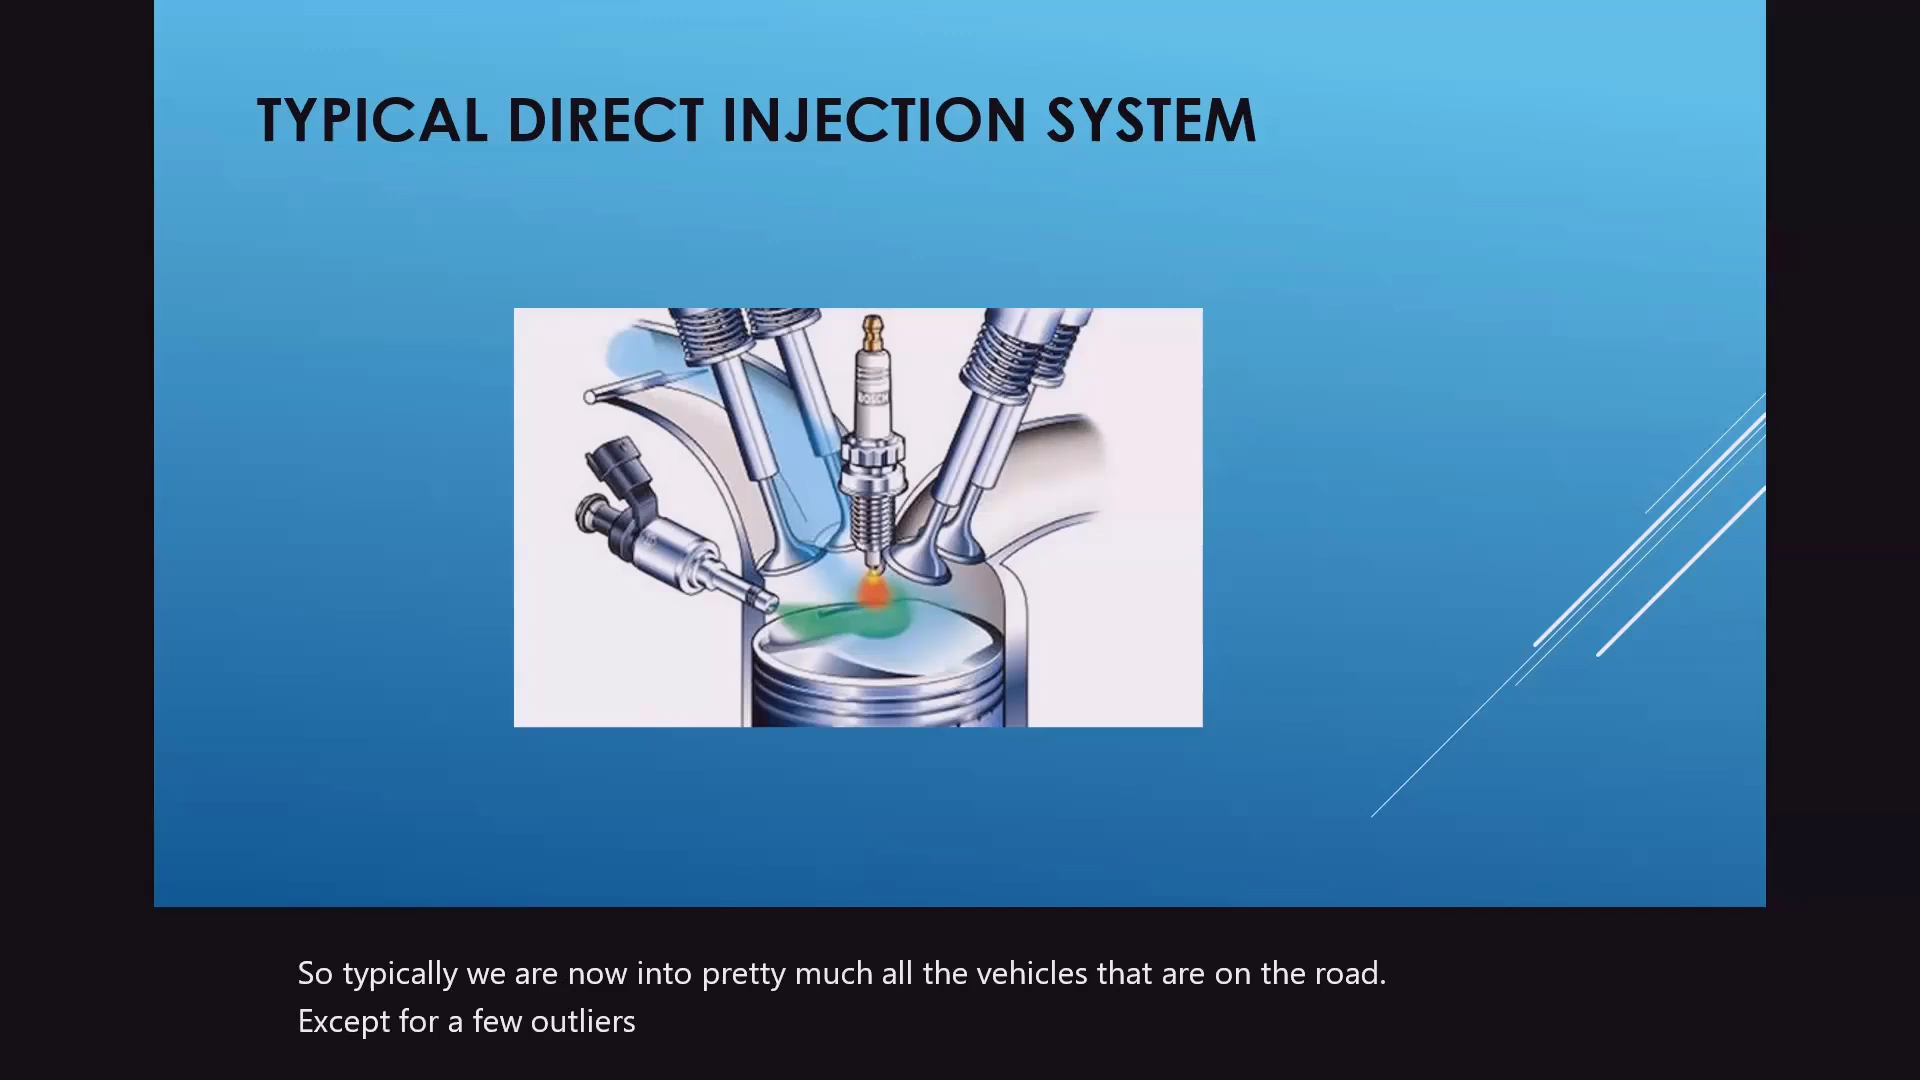 TYPICAL DIRECT INJECTION SYSTEM
BOSCH
So typically we are now into pretty much all the vehicles that are on the road.
Except for a few outliers